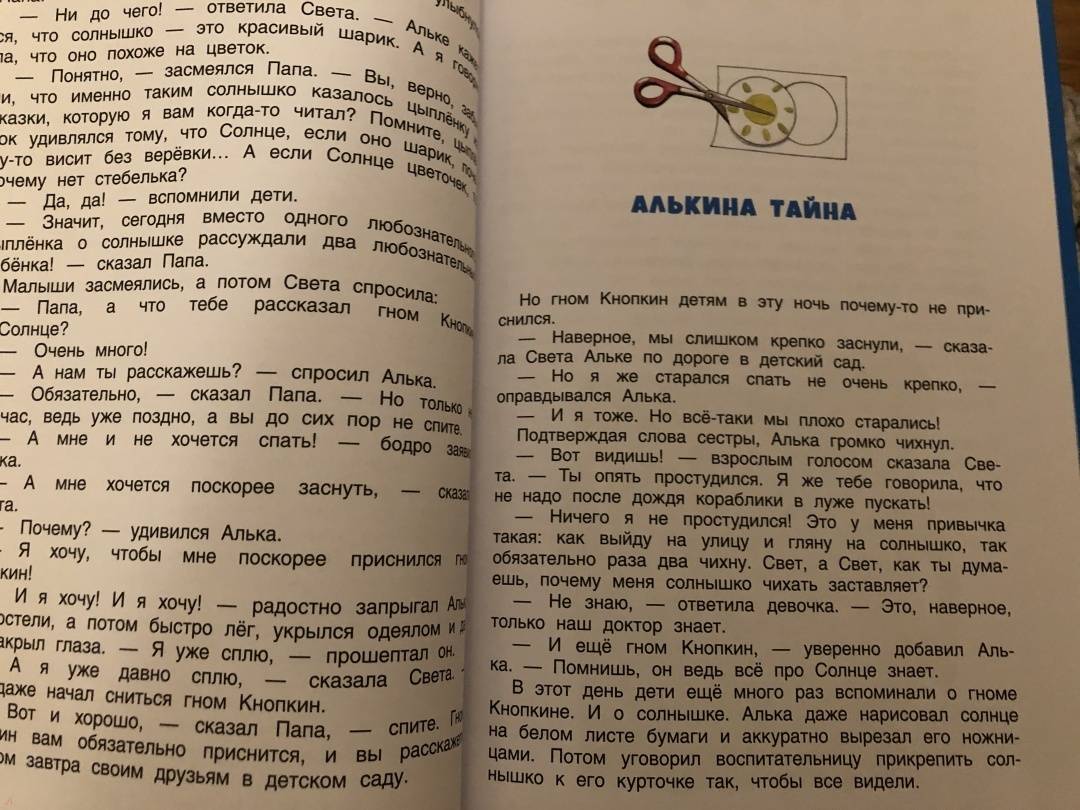 — Ни до чего! — ответила Света. — Альке
что солнышко — это красивый шарик. А я
что оно похоже на цветок.
— Понятно, — засмеялся Папа. — Вы, верно,
что именно таким солнышко казалось цыплёнку
сказки, которую я вам когда-то читал? Помните,
удивлялся тому, что Солнце, если оно шарик,
висит без верёвки... А если Солнце цветочек,
почему нет стебелька?
— Да, да! — вспомнили дети.
— Значит, сегодня вместо одного
о солнышке рассуждали два
— сказал Папа.
Малыши засмеялись, а потом Света спросила:
— Папа, а что тебе рассказал гном
Солнце?
— Очень много!
— А нам ты расскажешь? — спросил Алька.
— Обязательно, — сказал Папа. — Но только
час, ведь уже поздно, а вы до сих пор не спите.
— А мне и не хочется спать! — бодро
ка.
— А мне хочется поскорее заснуть, —
та.
— Почему? — удивился Алька.
— Я хочу, чтобы мне поскорее приснился
кин!
И я хочу! И я хочу! — радостно запрыгал
а потом быстро лёг, укрылся одеялом и
глаза. — Я уже сплю, — прошептал он.
А я уже давно сплю, — сказала Света. —
даже начал сниться гном Кнопкин.
Вот и хорошо, — сказал Папа, — спите.
вам обязательно приснится, и вы
завтра своим друзьям в детском саду.
АЛЬКИНА ТАЙНА
Но гном Кнопкин детям в эту ночь почему-то не при-
снился.
— Наверное, мы слишком крепко заснули, — сказа-
ла Света Альке по дороге в детский сад.
— Но я же старался спать не очень крепко, —
оправдывался Алька.
— И я тоже. Но всё-таки мы плохо старались!
Подтверждая слова сестры, Алька громко чихнул.
— Вот видишь! — взрослым голосом сказала Све-
та. — Ты опять простудился. Я же тебе говорила, что
не надо после дождя кораблики в луже пускать!
— Ничего я не простудился! Это у меня привычка
такая: как выйду на улицу и гляну на солнышко, так
обязательно раза два чихну. Свет, а Свет, как ты дума-
ешь, почему меня солнышко чихать заставляет?
— Не знаю, — ответила девочка. — Это, наверное,
только наш доктор знает.
— И ещё гном Кнопкин, — уверенно добавил Аль-
ка. — Помнишь, он ведь всё про Солнце знает.
В этот день дети ещё много раз вспоминали о гноме
Кнопкине. И о солнышке. Алька даже нарисовал солнце
на белом листе бумаги и аккуратно вырезал его ножни-
цами. Потом уговорил воспитательницу прикрепить сол-
нышко к его курточке так, чтобы все видели.